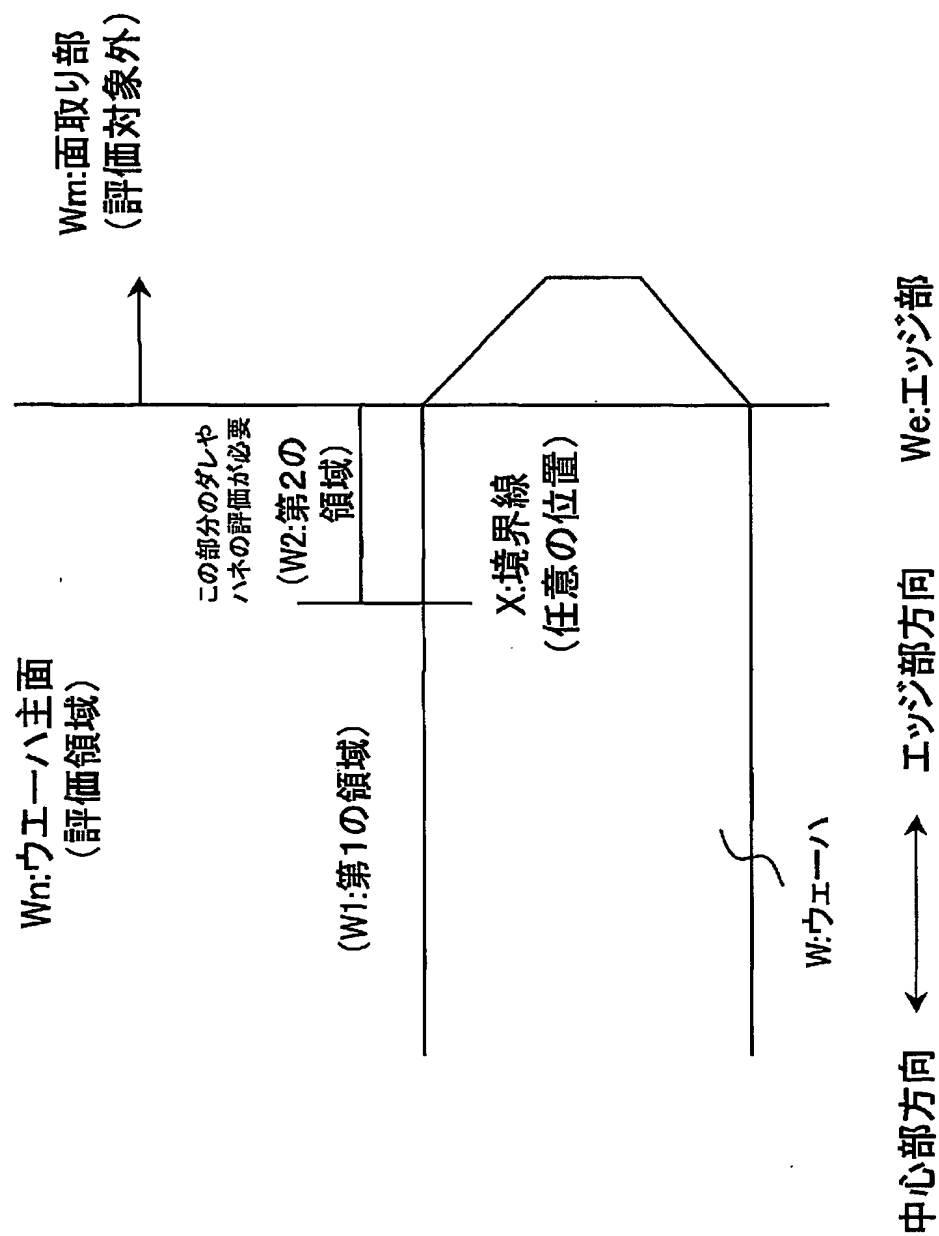 Wn:ウエーハ主面
(評価領域)
Wm:面取り部
(評価対象外)
この部分のダレや
ハネの評価が必要
(W1:第1の領域)
(W2:第2の
領域)
X:境界線
(任意の位置)
W:ウェーハ
中心部方向
エッジ部方向
We:エッジ部